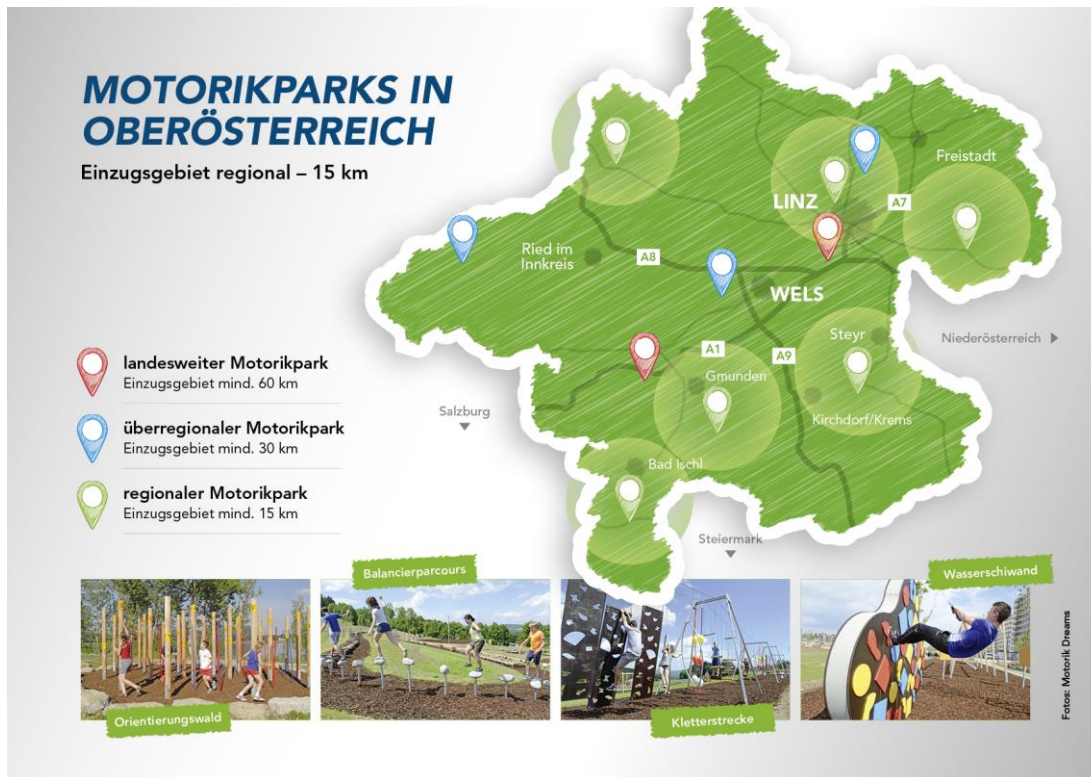 MOTORIKPARKS IN
OBERÖSTERREICH
Einzugsgebiet regional – 15 km
Freistadt
LINZ
A7
Ried im
Innkreis
A8
WELS
Steyr
Niederösterreich
A1
A9
Gmunden
Kirchdorf/Krems
Salzburg
Bad Ischl
Steiermark
landesweiter Motorikpark
Einzugsgebiet mind. 60 km
überregionaler Motorikpark
Einzugsgebiet mind. 30 km
regionaler Motorikpark
Einzugsgebiet mind. 15 km
Orientierungswald
Balancierparcours
Kletterstrecke
Wasserschiwand
Fotos: Motorik Dreams